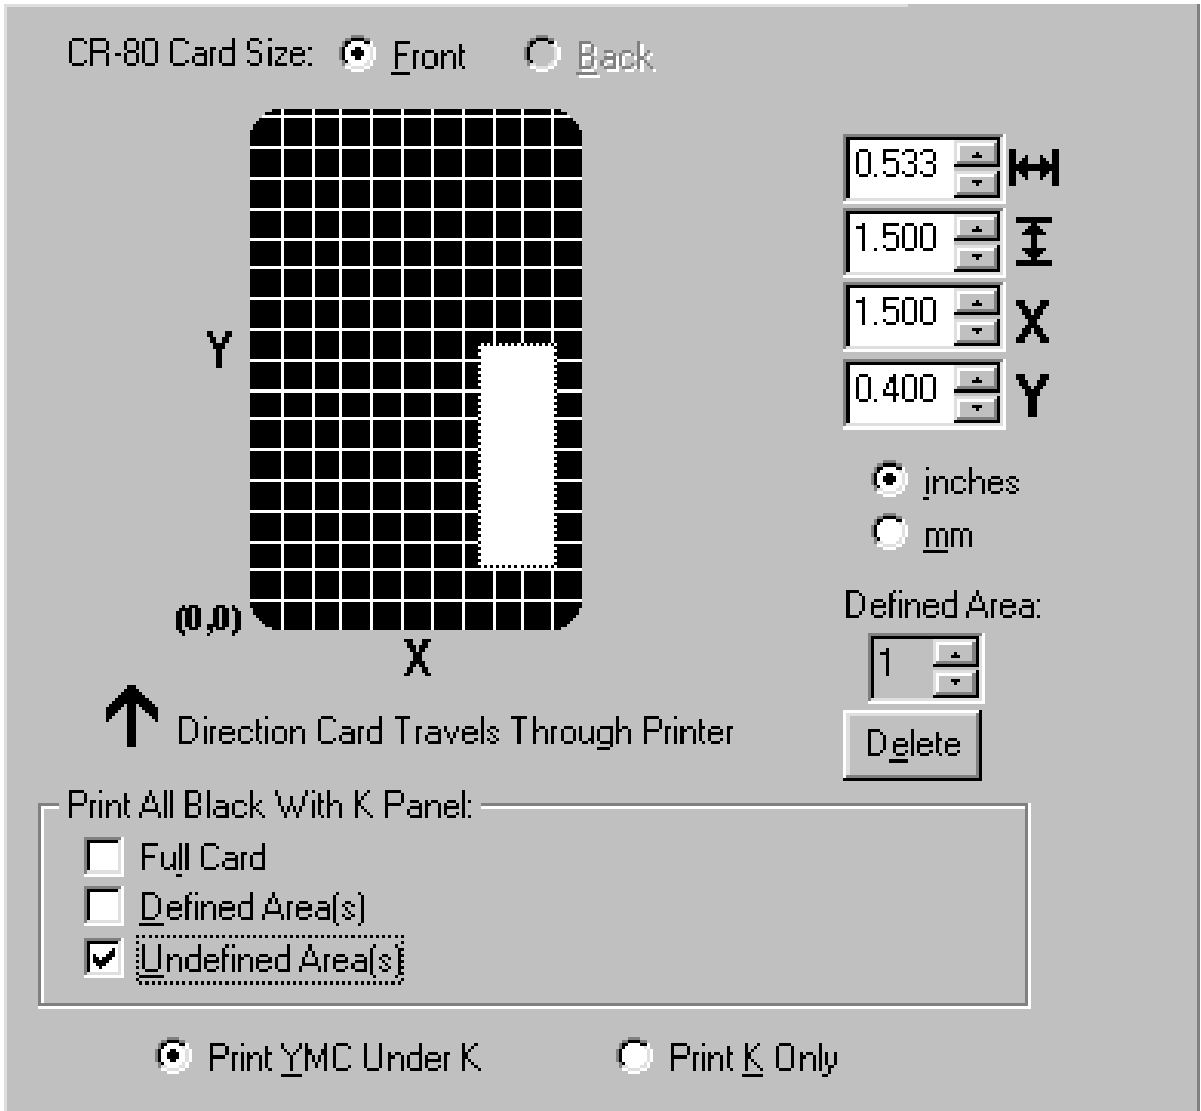 CR-80 Card Size: Front Back
0.533
1.500
1.500 X
0.400 Y
Y
inches
mm
(0,0)
X
Defined Area:
1
Direction Card Travels Through Printer
Delete
Print All Black With K Panel:
Full Card
Defined Area(s)
Undefined Area(s)
Print YMC Under K Print K Only